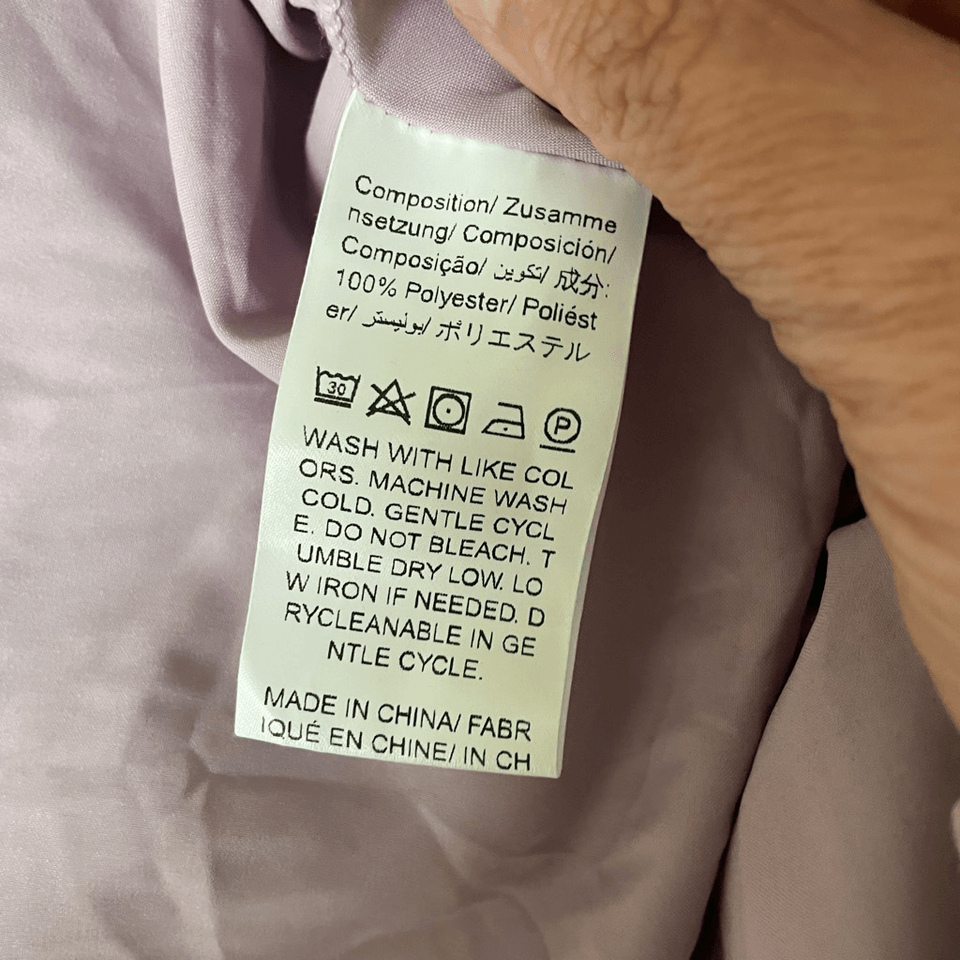 Composition/ Zusamme
nsetzung/ Composición/
Composição/ تكوين/ 成分:
100% Polyester/ Poliést
er/ بوليستر/ ポリエステル
30 P
WASH WITH LIKE COL
ORS. MACHINE WASH
COLD. GENTLE CYCL
E. DO NOT BLEACH. T
UMBLE DRY LOW. LO
W IRON IF NEEDED. D
RYCLEANABLE IN GE
NTLE CYCLE.
MADE IN CHINA/ FABR
IQUÉ EN CHINE/ IN CH